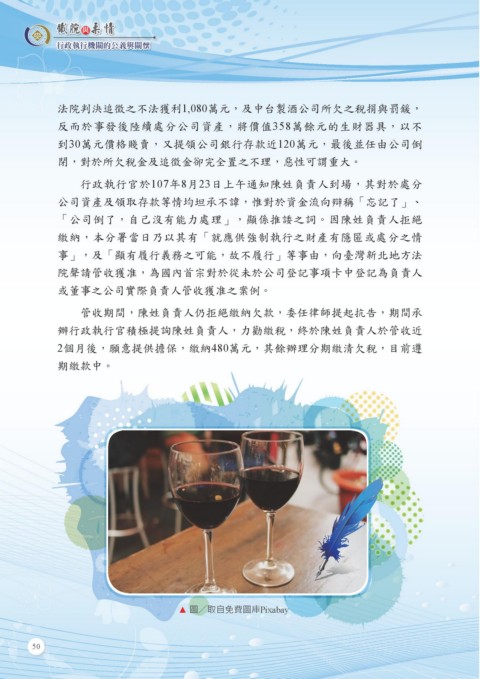 鐵腕與柔情
行政執行機關的公義與關懷
法院判決追徵之不法獲利1,080萬元，及中台製酒公司所欠之稅捐與罰鍰，
反而於事發後陸續處分公司資產，將價值358萬餘元的生財器具，以不
到30萬元價格賤賣，又提領公司銀行存款近120萬元，最後並任由公司倒
閉，對於所欠稅金及追徵金卻完全置之不理，惡性可謂重大。
行政執行官於107年8月23日上午通知陳姓負責人到場，其對於處分
公司資產及領取存款等情均坦承不諱，惟對於資金流向辯稱「忘記了」、
「公司倒了，自己沒有能力處理」，顯係推諉之詞。因陳姓負責人拒絕
繳納，本分署當日乃以具有「就應供強制執行之財產有隱匿或處分之情
事」，及「顯有履行義務之可能，故不履行」等事由，向臺灣新北地方法
院聲請管收獲准，為國內首宗對於從未於公司登記事項卡中登記為負責人
或董事之公司實際負責人管收獲准之案例。
管收期間，陳姓負責人仍拒絕繳納欠款，委任律師提起抗告，期間承
辦行政執行官積極提詢陳姓負責人，力勸繳稅，終於陳姓負責人於管收近
2個月後，願意提供擔保，繳納480萬元，其餘辦理分期繳清欠稅，目前遵
期繳款中。
▲ 圖／取自免費圖庫Pixabay
50